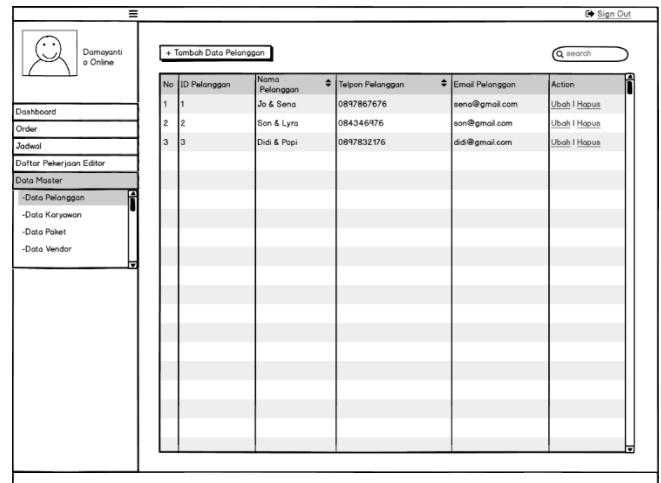 Sign Out
Damayanti
o Online
+ Tambah Data Pelanggan
search
No ID Pelanggan Nama Pelanggan Telpon Pelanggan Email Pelanggan Action
1 1 Jo & Sena 0897867676 sena@gmail.com Ubah | Hapus
2 2 Son & Lyra 084346976 son@gmail.com Ubah | Hapus
3 3 Didi & Popi 0897832176 didi@gmail.com Ubah | Hapus
Dashboard
Order
Jadwal
Daftar Pekerjaan Editor
Data Master
-Data Pelanggan
-Data Karyawan
-Data Paket
-Data Vendor